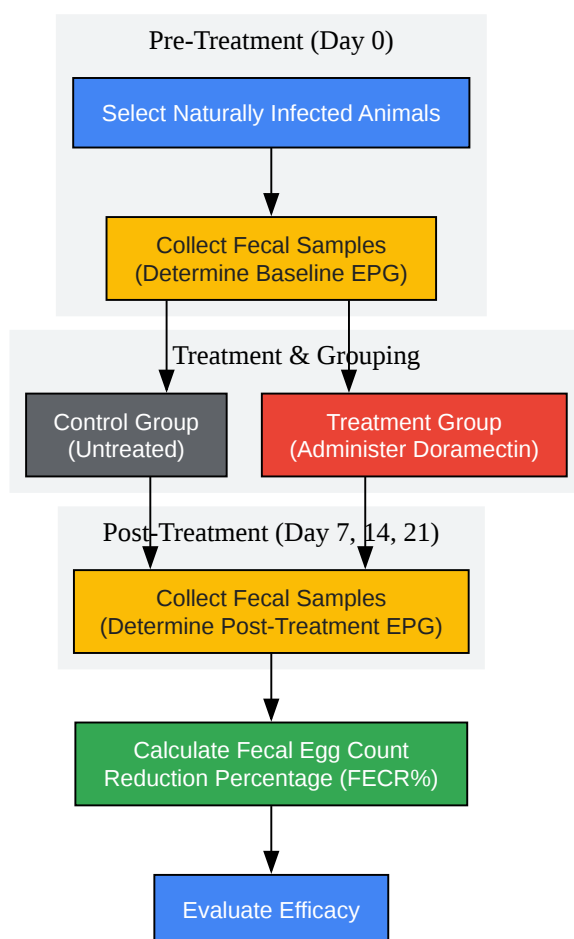 Pre-Treatment (Day 0)
Select Naturally Infected Animals
Collect Fecal Samples
(Determine Baseline EPG)
Treatment & Grouping
Control Group
(Untreated)
Treatment Group
(Administer Doramectin)
Post-Treatment (Day 7, 14, 21)
Collect Fecal Samples
(Determine Post-Treatment EPG)
Calculate Fecal Egg Count
Reduction Percentage (FECR%)
Evaluate Efficacy